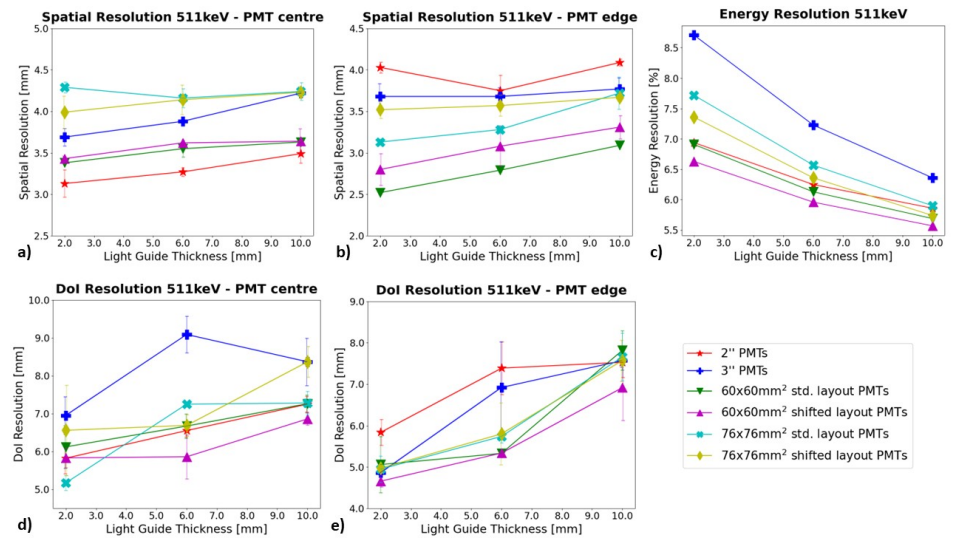 Spatial Resolution 511keV - PMT centre
Spatial Resolution [mm]
5.0
4.5
4.0
3.5
3.0
2.5
2.0 3.0 4.0 5.0 6.0 7.0 8.0 9.0 10.0
Light Guide Thickness [mm]
a)
Spatial Resolution 511keV - PMT edge
Spatial Resolution [mm]
5.0
4.5
4.0
3.5
3.0
2.5
2.0
2.0 3.0 4.0 5.0 6.0 7.0 8.0 9.0 10.0
Light Guide Thickness [mm]
b)
Energy Resolution 511keV
Energy Resolution [%]
8.5
8.0
7.5
7.0
6.5
6.0
5.5
2.0 3.0 4.0 5.0 6.0 7.0 8.0 9.0 10.0
Light Guide Thickness [mm]
c)
DoI Resolution 511keV - PMT centre
DoI Resolution [mm]
10.0
9.0
8.0
7.0
6.0
5.0
2.0 3.0 4.0 5.0 6.0 7.0 8.0 9.0 10.0
Light Guide Thickness [mm]
d)
DoI Resolution 511keV - PMT edge
DoI Resolution [mm]
9.0
8.0
7.0
6.0
5.0
4.0
2.0 3.0 4.0 5.0 6.0 7.0 8.0 9.0 10.0
Light Guide Thickness [mm]
e)
2'' PMTs
3'' PMTs
60x60mm² std. layout PMTs
60x60mm² shifted layout PMTs
76x76mm² std. layout PMTs
76x76mm² shifted layout PMTs